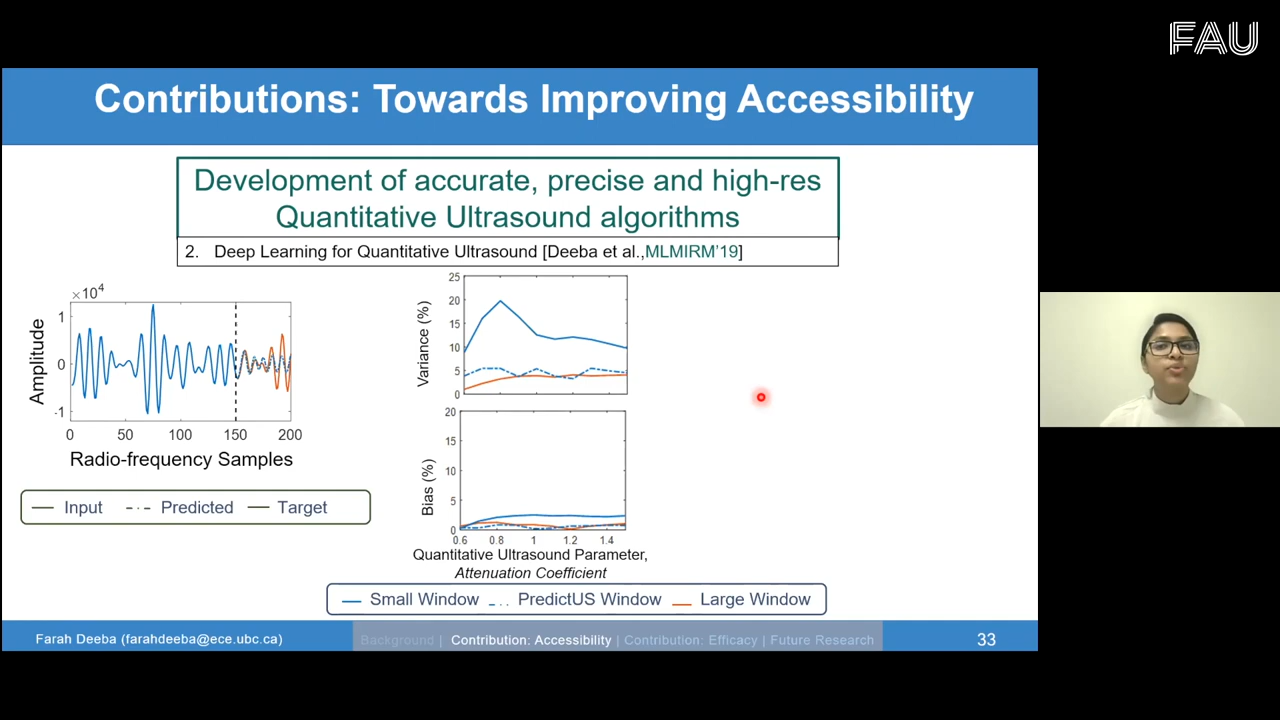 FAU
Contributions: Towards Improving Accessibility
Development of accurate, precise and high-res
Quantitative Ultrasound algorithms
2. Deep Learning for Quantitative Ultrasound [Deeba et al.,MLMIRM'19]
×10⁴
1
0
-1
Amplitude
0 50 100 150 200
Radio-frequency Samples
Input Predicted Target
25
20
15
10
5
0
Variance (%)
20
15
10
5
0
Bias (%)
0.6 0.8 1 1.2 1.4
Quantitative Ultrasound Parameter,
Attenuation Coefficient
Small Window PredictUS Window Large Window
Farah Deeba (farahdeeba@ece.ubc.ca) Background | Contribution: Accessibility | Contribution: Efficacy | Future Research 33